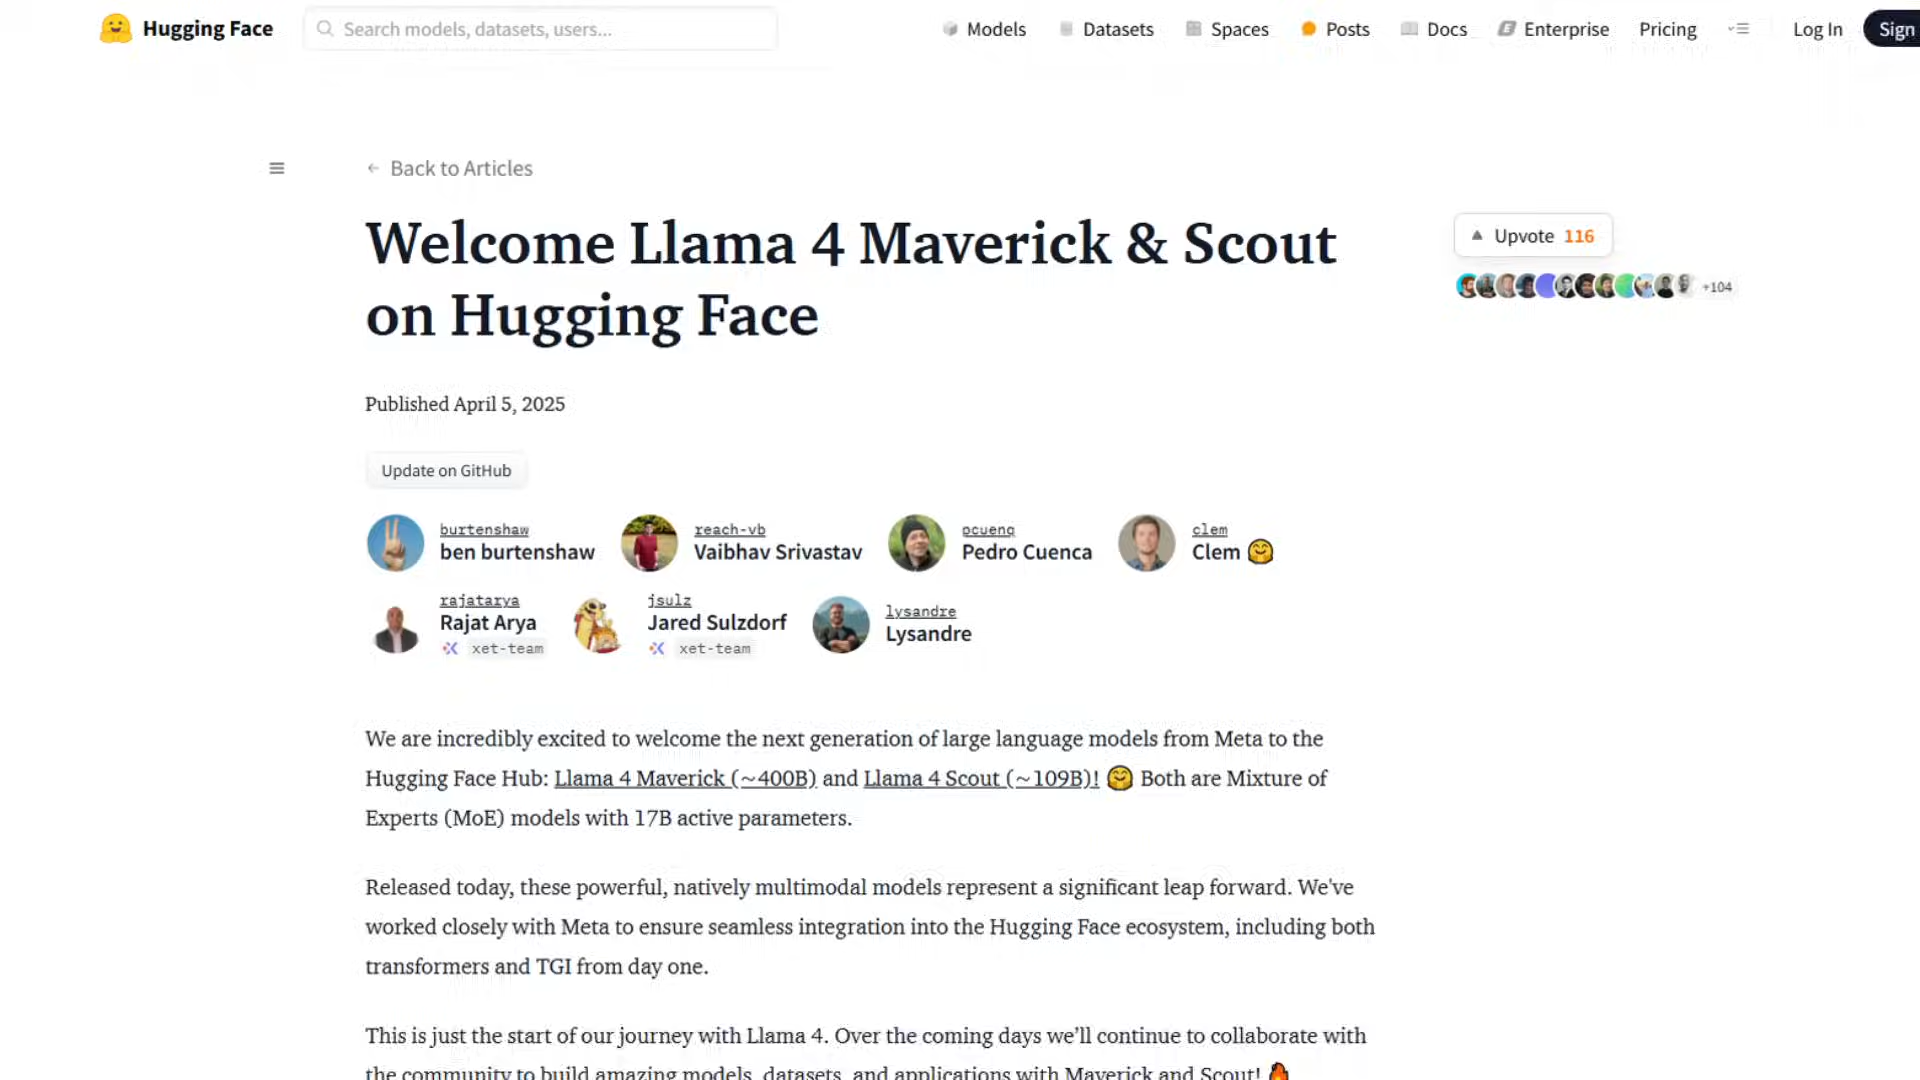 Hugging Face
Search models, datasets, users...
Models
Datasets
Spaces
Posts
Docs
Enterprise
Pricing
Log In
Sign
← Back to Articles
Welcome Llama 4 Maverick & Scout
on Hugging Face
Upvote 116
+104
Published April 5, 2025
Update on GitHub
burtenshaw
ben burtenshaw
reach-vb
Vaibhav Srivastav
pcuenq
Pedro Cuenca
clem
Clem 🤗
rajatarya
Rajat Arya
xet-team
jsulz
Jared Sulzdorf
xet-team
lysandre
Lysandre
We are incredibly excited to welcome the next generation of large language models from Meta to the
Hugging Face Hub: Llama 4 Maverick (~400B) and Llama 4 Scout (~109B)! 🤗 Both are Mixture of
Experts (MoE) models with 17B active parameters.
Released today, these powerful, natively multimodal models represent a significant leap forward. We've
worked closely with Meta to ensure seamless integration into the Hugging Face ecosystem, including both
transformers and TGI from day one.
This is just the start of our journey with Llama 4. Over the coming days we’ll continue to collaborate with
the community to build amazing models, datasets, and applications with Maverick and Scout! 🔥